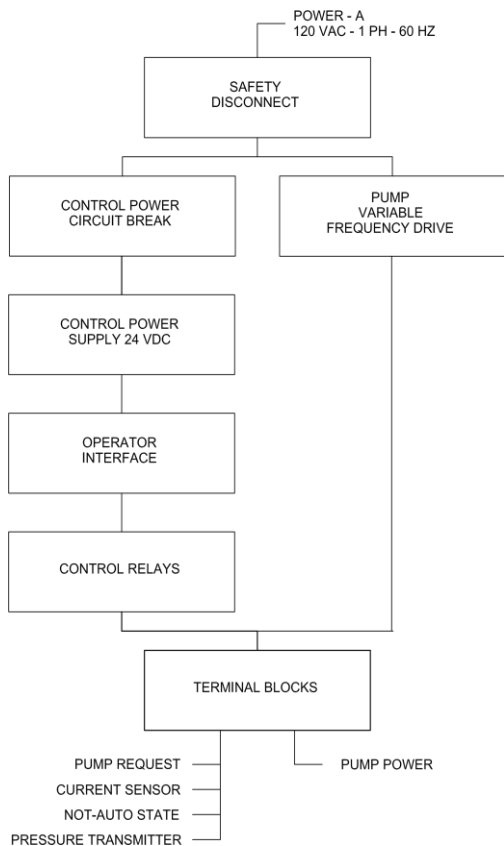 POWER - A
120 VAC - 1 PH - 60 HZ
SAFETY
DISCONNECT
CONTROL POWER
CIRCUIT BREAK
PUMP
VARIABLE
FREQUENCY DRIVE
CONTROL POWER
SUPPLY 24 VDC
OPERATOR
INTERFACE
CONTROL RELAYS
TERMINAL BLOCKS
PUMP REQUEST
PUMP POWER
CURRENT SENSOR
NOT-AUTO STATE
PRESSURE TRANSMITTER